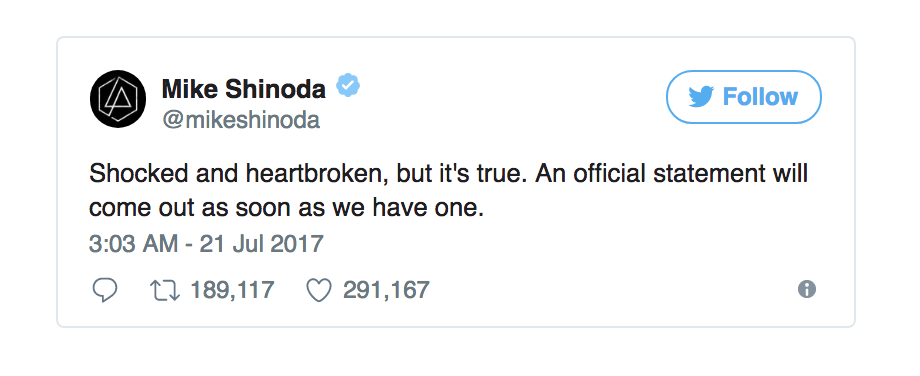 Mike Shinoda
@mikeshinoda
Follow
Shocked and heartbroken, but it's true. An official statement will
come out as soon as we have one.
3:03 AM - 21 Jul 2017
189,117 291,167